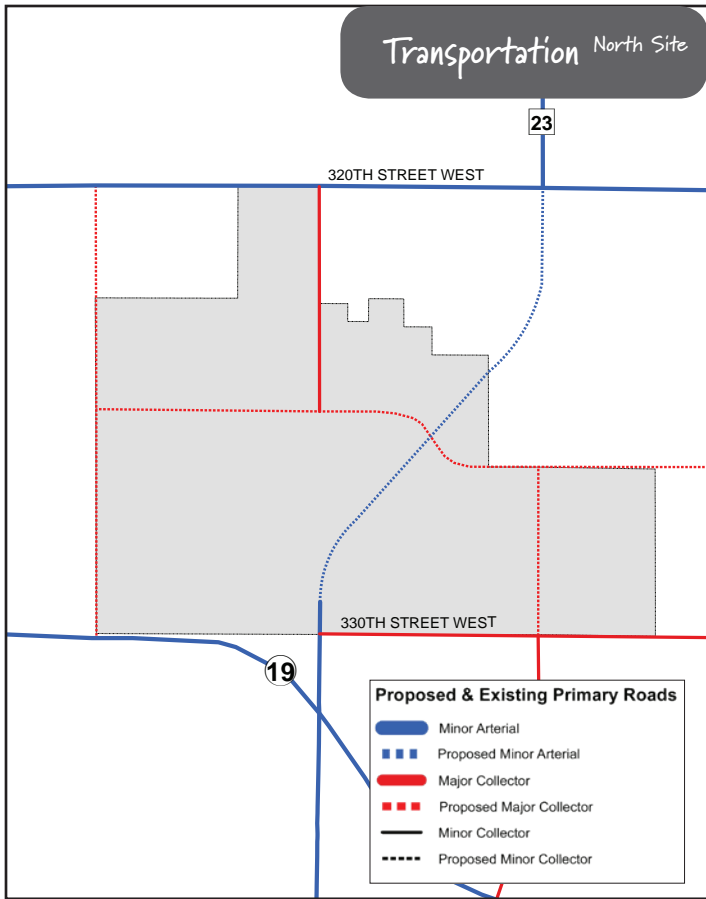 Transportation North Site
23
320TH STREET WEST
330TH STREET WEST
19
Proposed & Existing Primary Roads
Minor Arterial
Proposed Minor Arterial
Major Collector
Proposed Major Collector
Minor Collector
Proposed Minor Collector